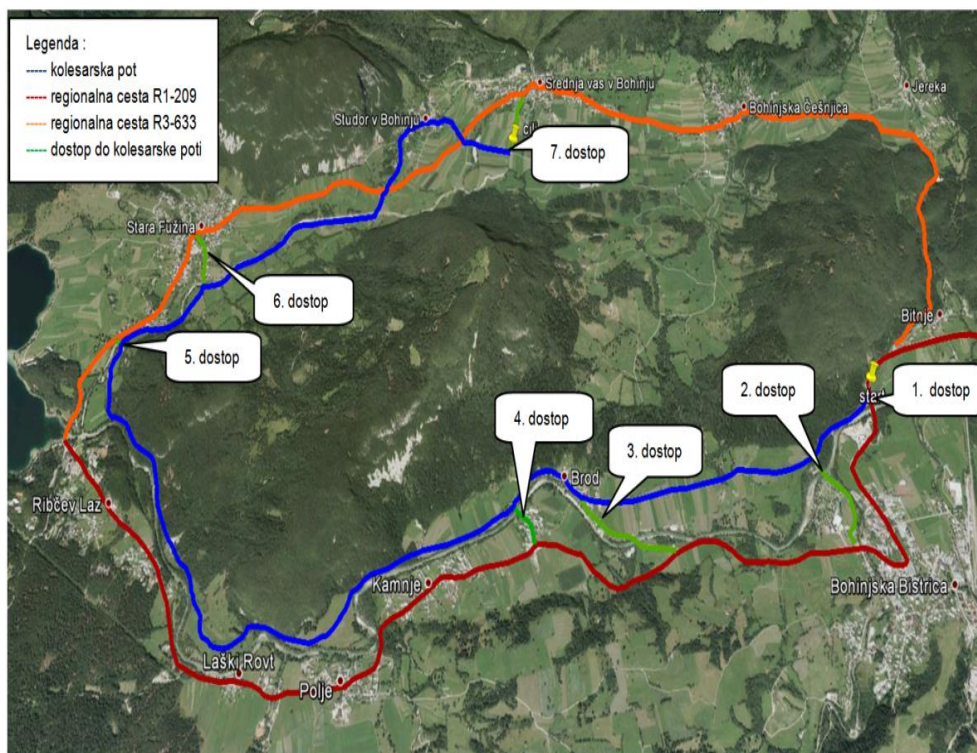 Legenda :
kolesarska pot
regionalna cesta R1-209
regionalna cesta R3-633
dostop do kolesarske poti
Srednja vas v Bohinju
Jereka
Bohinjska Češnjica
Studor v Bohinju
cilj
7. dostop
Stara Fužina
6. dostop
Bitnje
5. dostop
start
1. dostop
2. dostop
4. dostop
3. dostop
Brod
Ribčev Laz
Kamnje
Bohinjska Bistrica
Laški Rovt
Polje